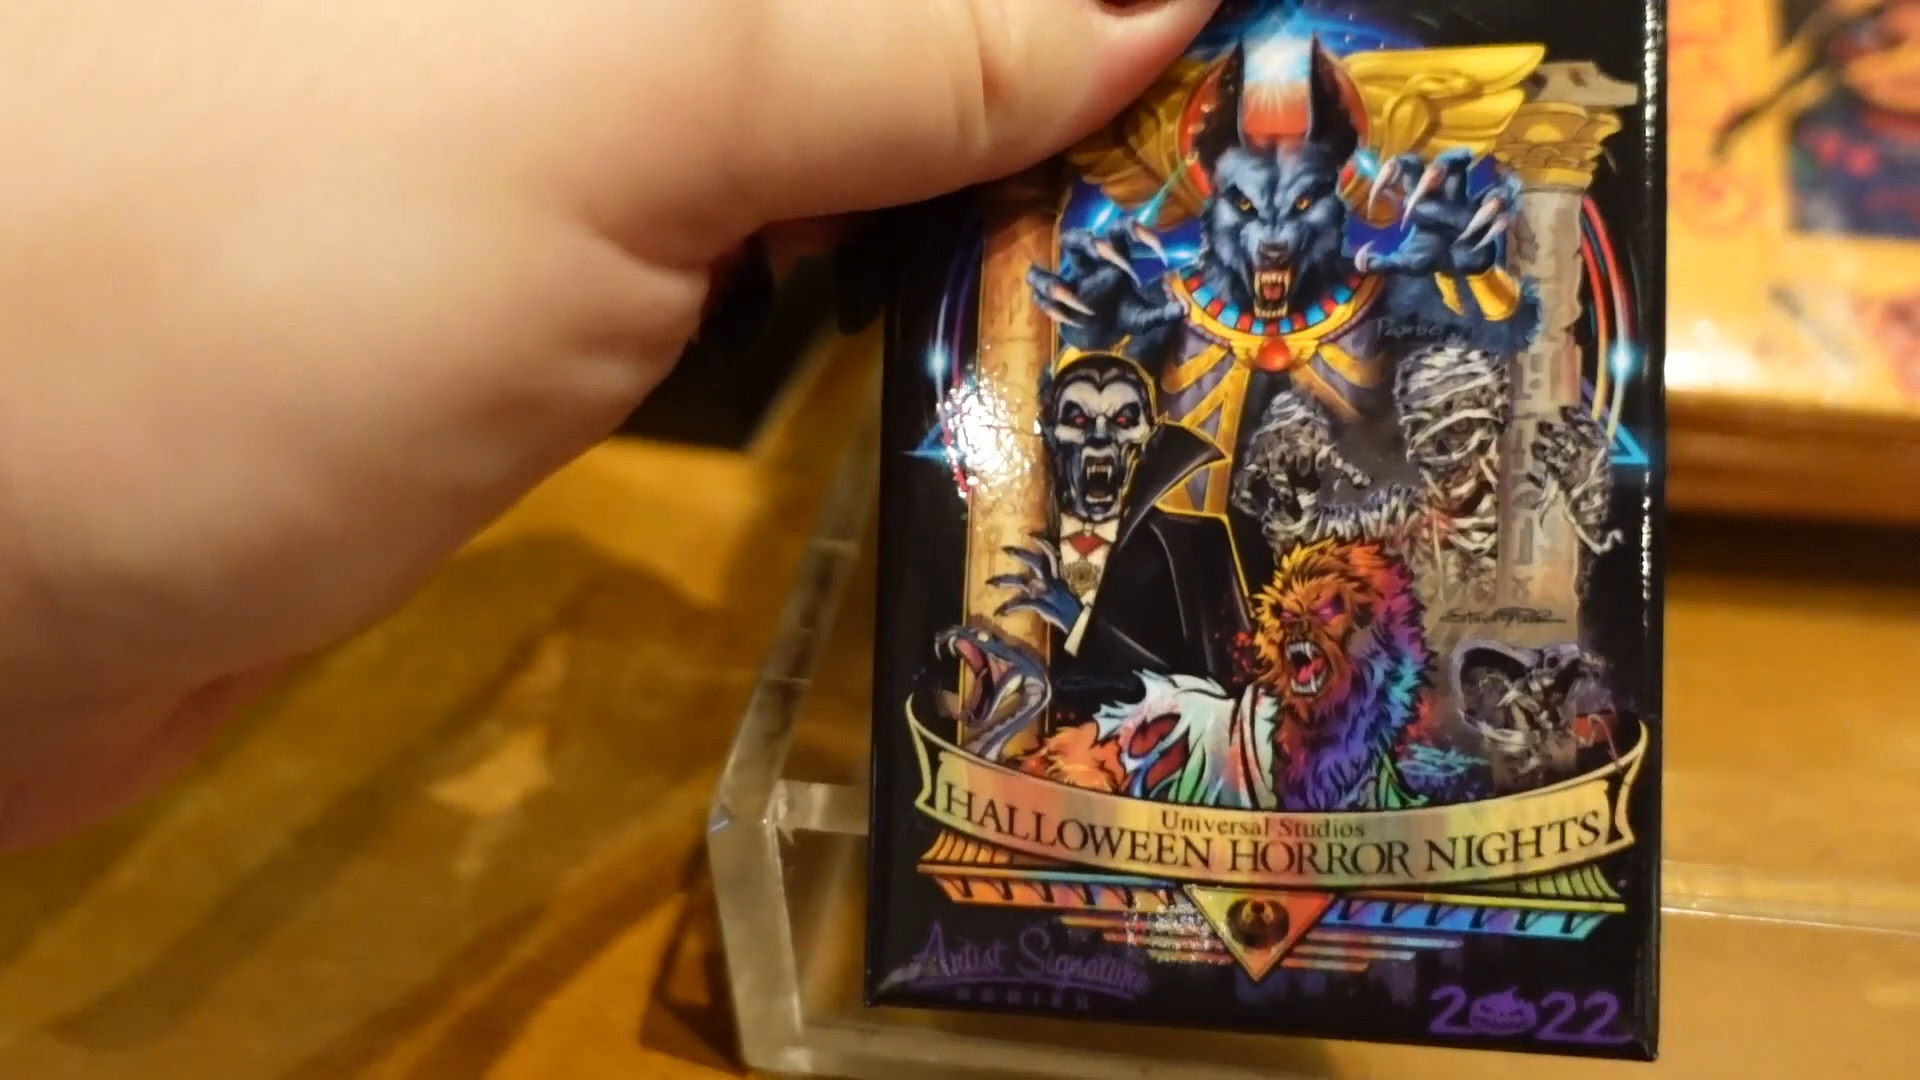 Universal Studios
HALLOWEEN HORROR NIGHTS
Artist Signature
SERIES
2022